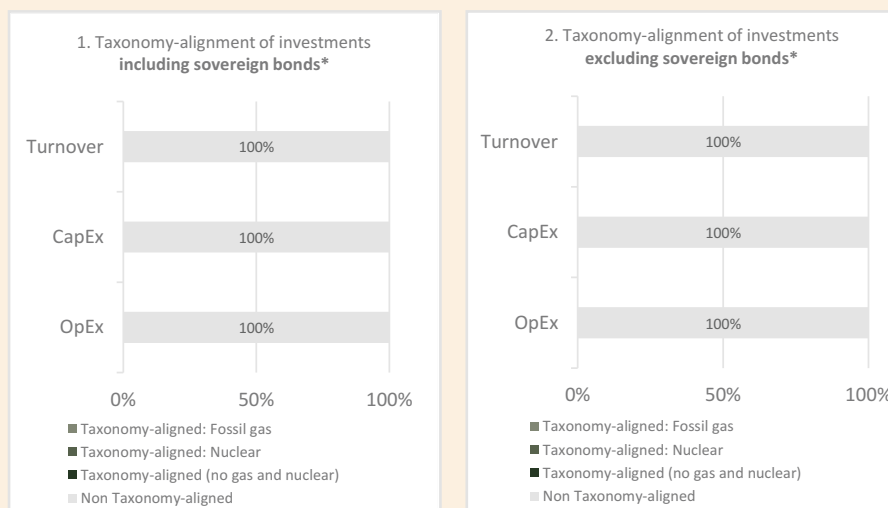 1. Taxonomy-alignment of investments
including sovereign bonds*
Turnover
100%
CapEx
100%
OpEx
100%
0%
50%
100%
Taxonomy-aligned: Fossil gas
Taxonomy-aligned: Nuclear
Taxonomy-aligned (no gas and nuclear)
Non Taxonomy-aligned
2. Taxonomy-alignment of investments
excluding sovereign bonds*
Turnover
100%
CapEx
100%
OpEx
100%
0%
50%
100%
Taxonomy-aligned: Fossil gas
Taxonomy-aligned: Nuclear
Taxonomy-aligned (no gas and nuclear)
Non Taxonomy-aligned